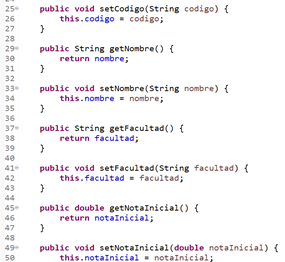 24
25 public void setCodigo(String codigo) {
26 this.codigo = codigo;
27 }
28
29 public String getNombre() {
30 return nombre;
31 }
32
33 public void setNombre(String nombre) {
34 this.nombre = nombre;
35 }
36
37 public String getFacultad() {
38 return facultad;
39 }
40
41 public void setFacultad(String facultad) {
42 this.facultad = facultad;
43 }
44
45 public double getNotaInicial() {
46 return notaInicial;
47 }
48
49 public void setNotaInicial(double notaInicial) {
50 this.notaInicial = notaInicial;